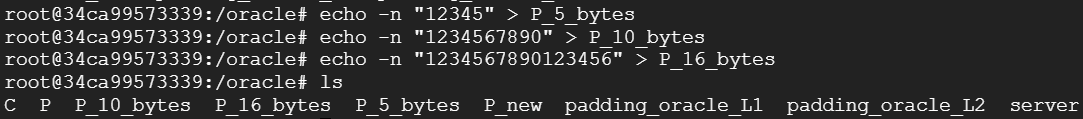 root@34ca99573339:/oracle# echo -n "12345" > P_5_bytes
root@34ca99573339:/oracle# echo -n "1234567890" > P_10_bytes
root@34ca99573339:/oracle# echo -n "1234567890123456" > P_16_bytes
root@34ca99573339:/oracle# ls
C  P  P_10_bytes  P_16_bytes  P_5_bytes  P_new  padding_oracle_L1  padding_oracle_L2  server